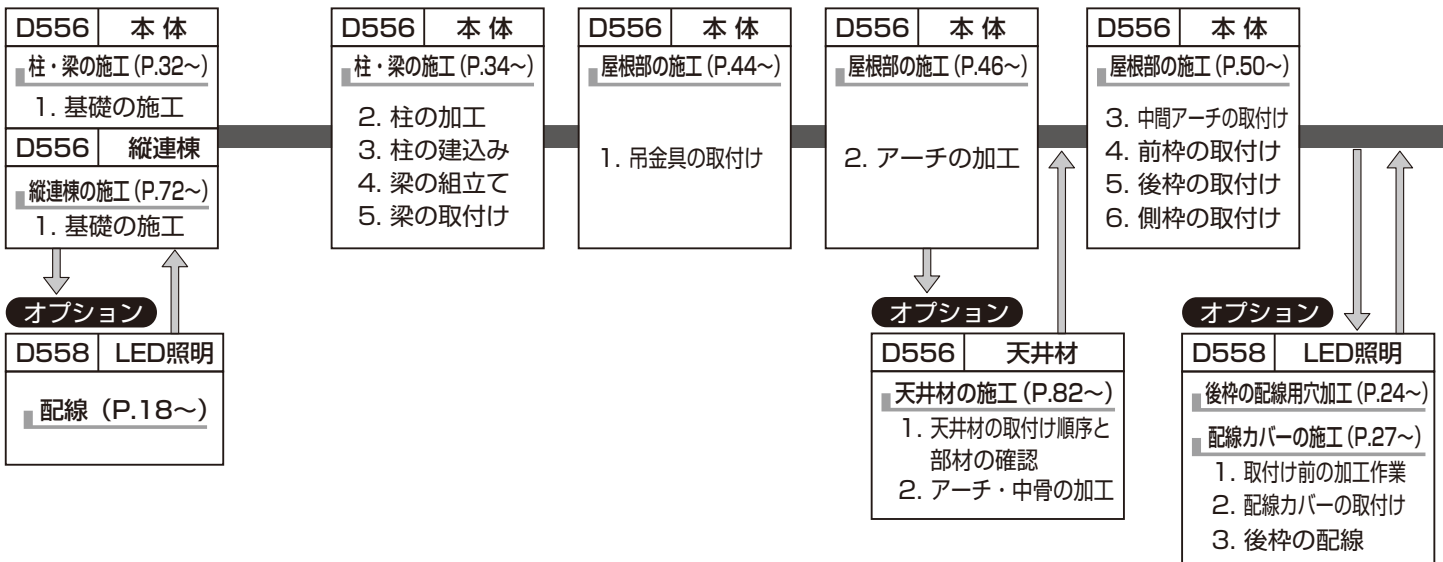 D556 本 体
柱・梁の施工(P.32～)
1. 基礎の施工
D556 縦連棟
縦連棟の施工(P.72～)
1. 基礎の施工
オプション
D558 LED照明
配線（P.18～）
D556 本 体
柱・梁の施工(P.34～)
2. 柱の加工
3. 柱の建込み
4. 梁の組立て
5. 梁の取付け
D556 本 体
屋根部の施工(P.44～)
1. 吊金具の取付け
D556 本 体
屋根部の施工(P.46～)
2. アーチの加工
オプション
D556 天井材
天井材の施工(P.82～)
1. 天井材の取付け順序と
部材の確認
2. アーチ・中骨の加工
D556 本 体
屋根部の施工(P.50～)
3. 中間アーチの取付け
4. 前枠の取付け
5. 後枠の取付け
6. 側枠の取付け
オプション
D558 LED照明
後枠の配線用穴加工(P.24～)
配線カバーの施工(P.27～)
1. 取付け前の加工作業
2. 配線カバーの取付け
3. 後枠の配線